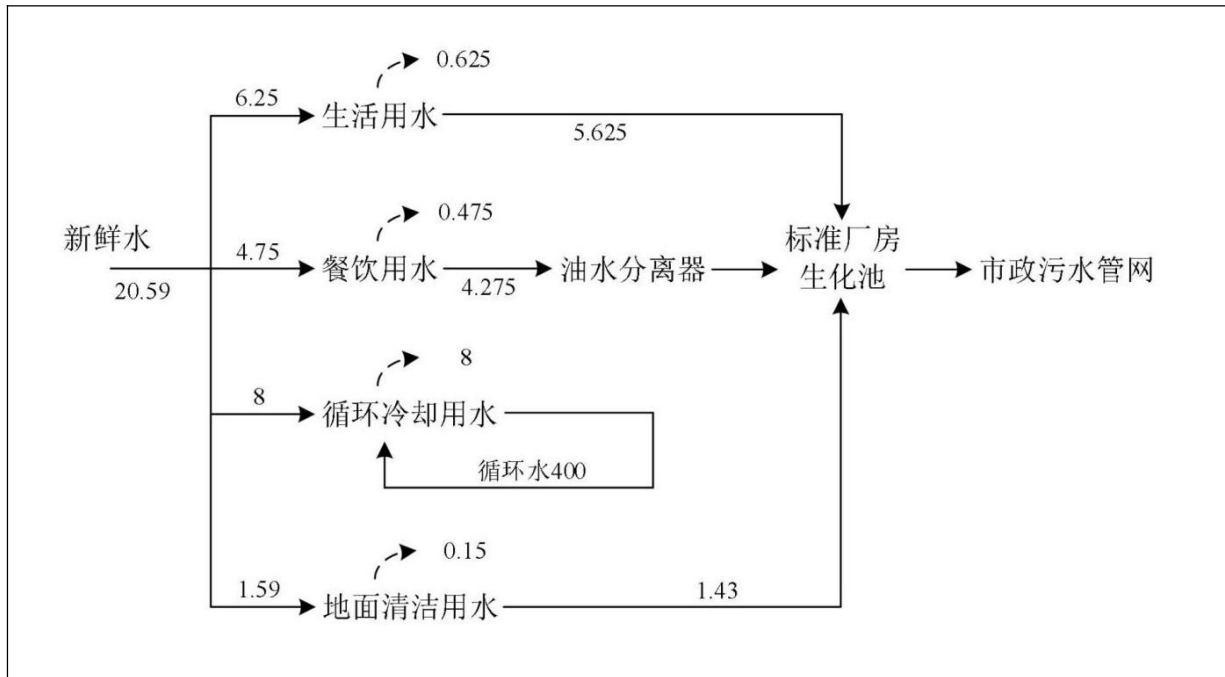 0.625
6.25
生活用水
5.625
0.475
新鲜水
4.75
餐饮用水
油水分离器
标准厂房
生化池
市政污水管网
20.59
4.275
8
8
循环冷却用水
循环水400
0.15
1.59
地面清洁用水
1.43